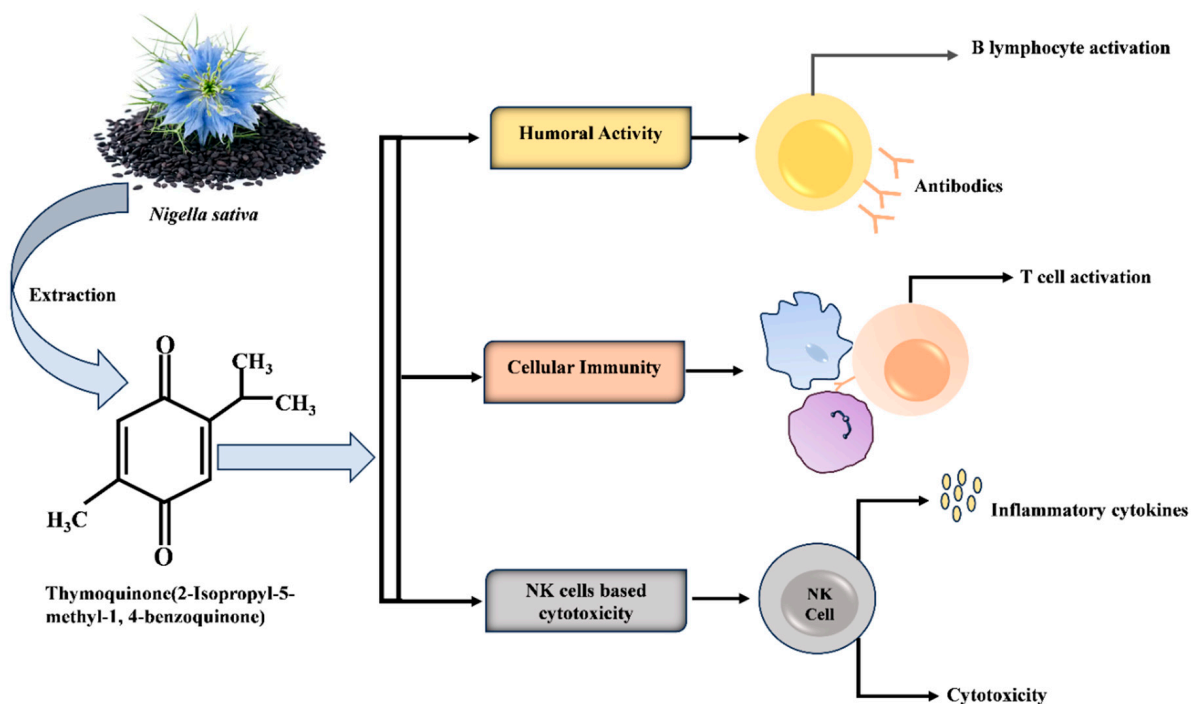 Nigella sativa
Extraction
O
CH₃
CH₃
H₃C
O
Thymoquinone(2-Isopropyl-5-
methyl-1, 4-benzoquinone)
Humoral Activity
B lymphocyte activation
Antibodics
Cellular Immunity
T cell activation
NK cells based
cytotoxicity
NK
Cell
Inflammatory cytokines
Cytotoxicity